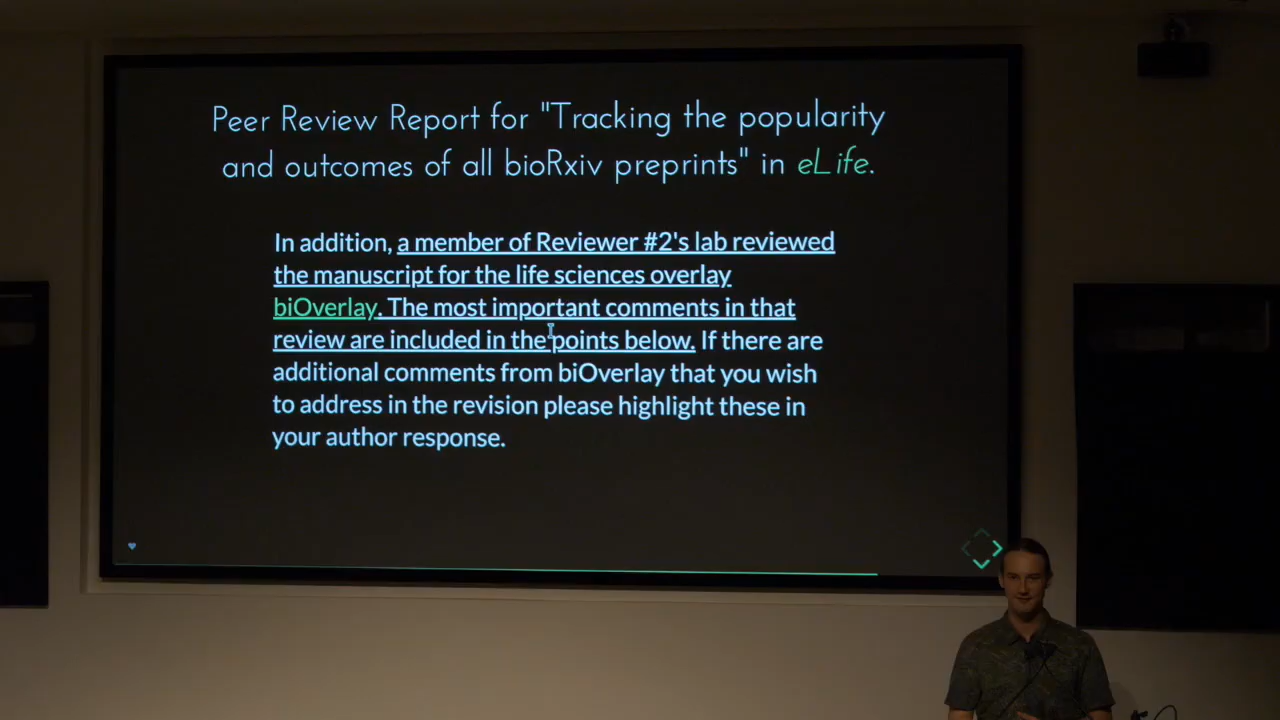 Peer Review Report for "Tracking the popularity
and outcomes of all bioRxiv preprints" in eLife.
In addition, a member of Reviewer #2's lab reviewed
the manuscript for the life sciences overlay
biOverlay. The most important comments in that
review are included in the points below. If there are
additional comments from biOverlay that you wish
to address in the revision please highlight these in
your author response.